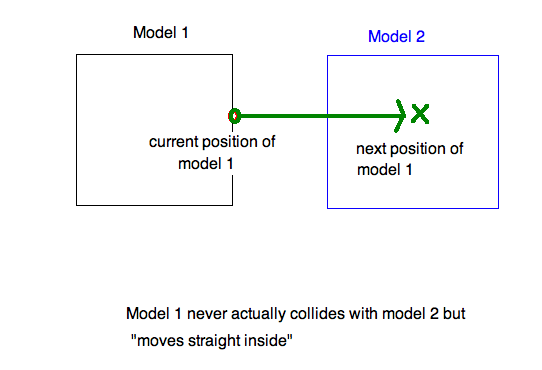 Model 1
Model 2
current position of
model 1
next position of
model 1
Model 1 never actually collides with model 2 but
"moves straight inside"